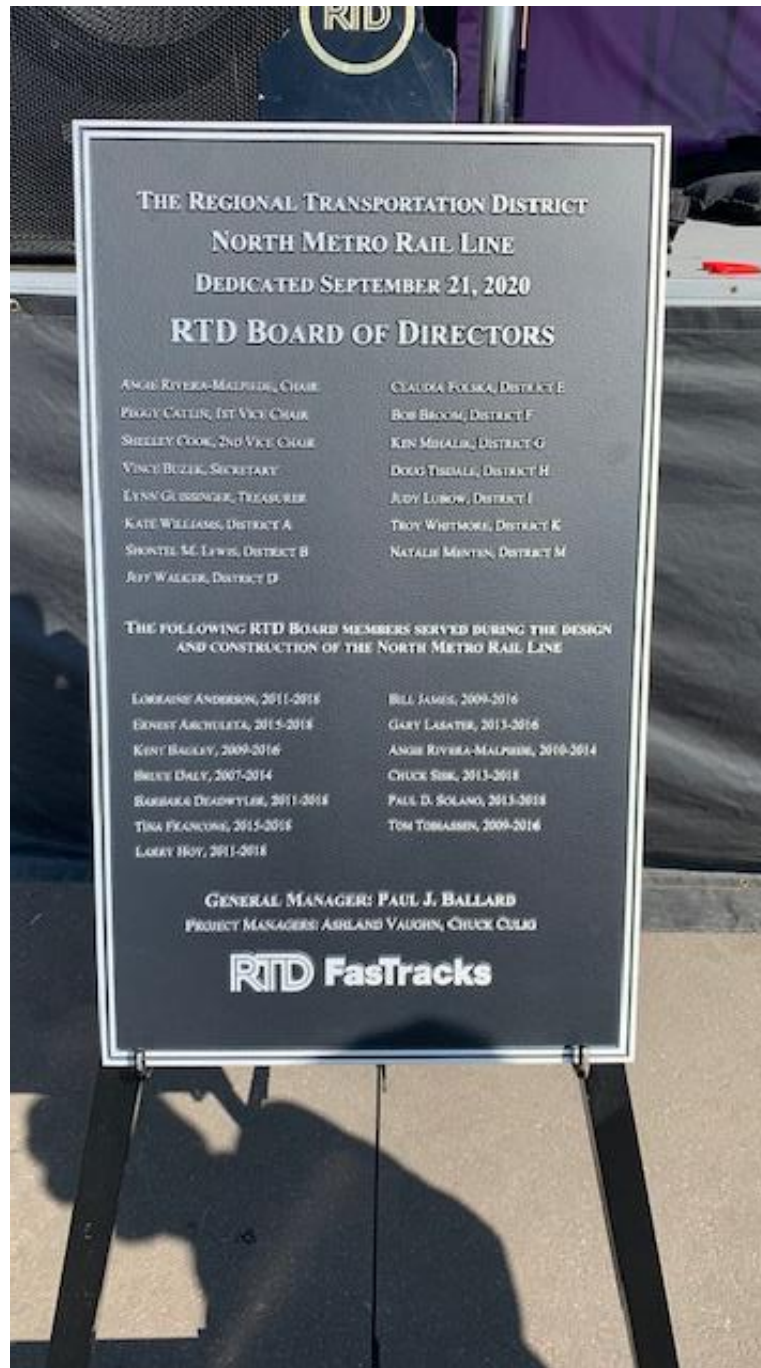 RTD
THE REGIONAL TRANSPORTATION DISTRICT
NORTH METRO RAIL LINE
DEDICATED SEPTEMBER 21, 2020
RTD BOARD OF DIRECTORS
ANGIE RIVERA-MALPIEDE, CHAIR
PEGGY CATLIN, 1ST VICE CHAIR
SHELLEY COOK, 2ND VICE CHAIR
VINCE BUZEK, SECRETARY
LYNN GUISSINGER, TREASURER
KATE WILLIAMS, DISTRICT A
SHONTEL M. LEWIS, DISTRICT B
JEFF WALKER, DISTRICT D
CLAUDIA FOLSKA, DISTRICT E
BOB BROOM, DISTRICT F
KEN MIHALIK, DISTRICT G
DOUG TISDALE, DISTRICT H
JUDY LUBOW, DISTRICT I
TROY WHITMORE, DISTRICT K
NATALIE MENTEN, DISTRICT M
THE FOLLOWING RTD BOARD MEMBERS SERVED DURING THE DESIGN
AND CONSTRUCTION OF THE NORTH METRO RAIL LINE
LORRAINE ANDERSON, 2011-2018
ERNEST ARCHULETA, 2015-2018
KENT BAGLEY, 2009-2016
BRUCE DALY, 2007-2014
BARBARA DEADWYLER, 2011-2018
TINA FRANCONE, 2015-2018
LARRY HOY, 2011-2018
BILL JAMES, 2009-2016
GARY LASATER, 2013-2016
ANGIE RIVERA-MALPIEDE, 2010-2014
CHUCK SISK, 2013-2018
PAUL D. SOLANO, 2013-2018
TOM TOBIASSEN, 2009-2016
GENERAL MANAGER: PAUL J. BALLARD
PROJECT MANAGERS: ASHLAND VAUGHN, CHUCK CULIG
RTD FasTracks